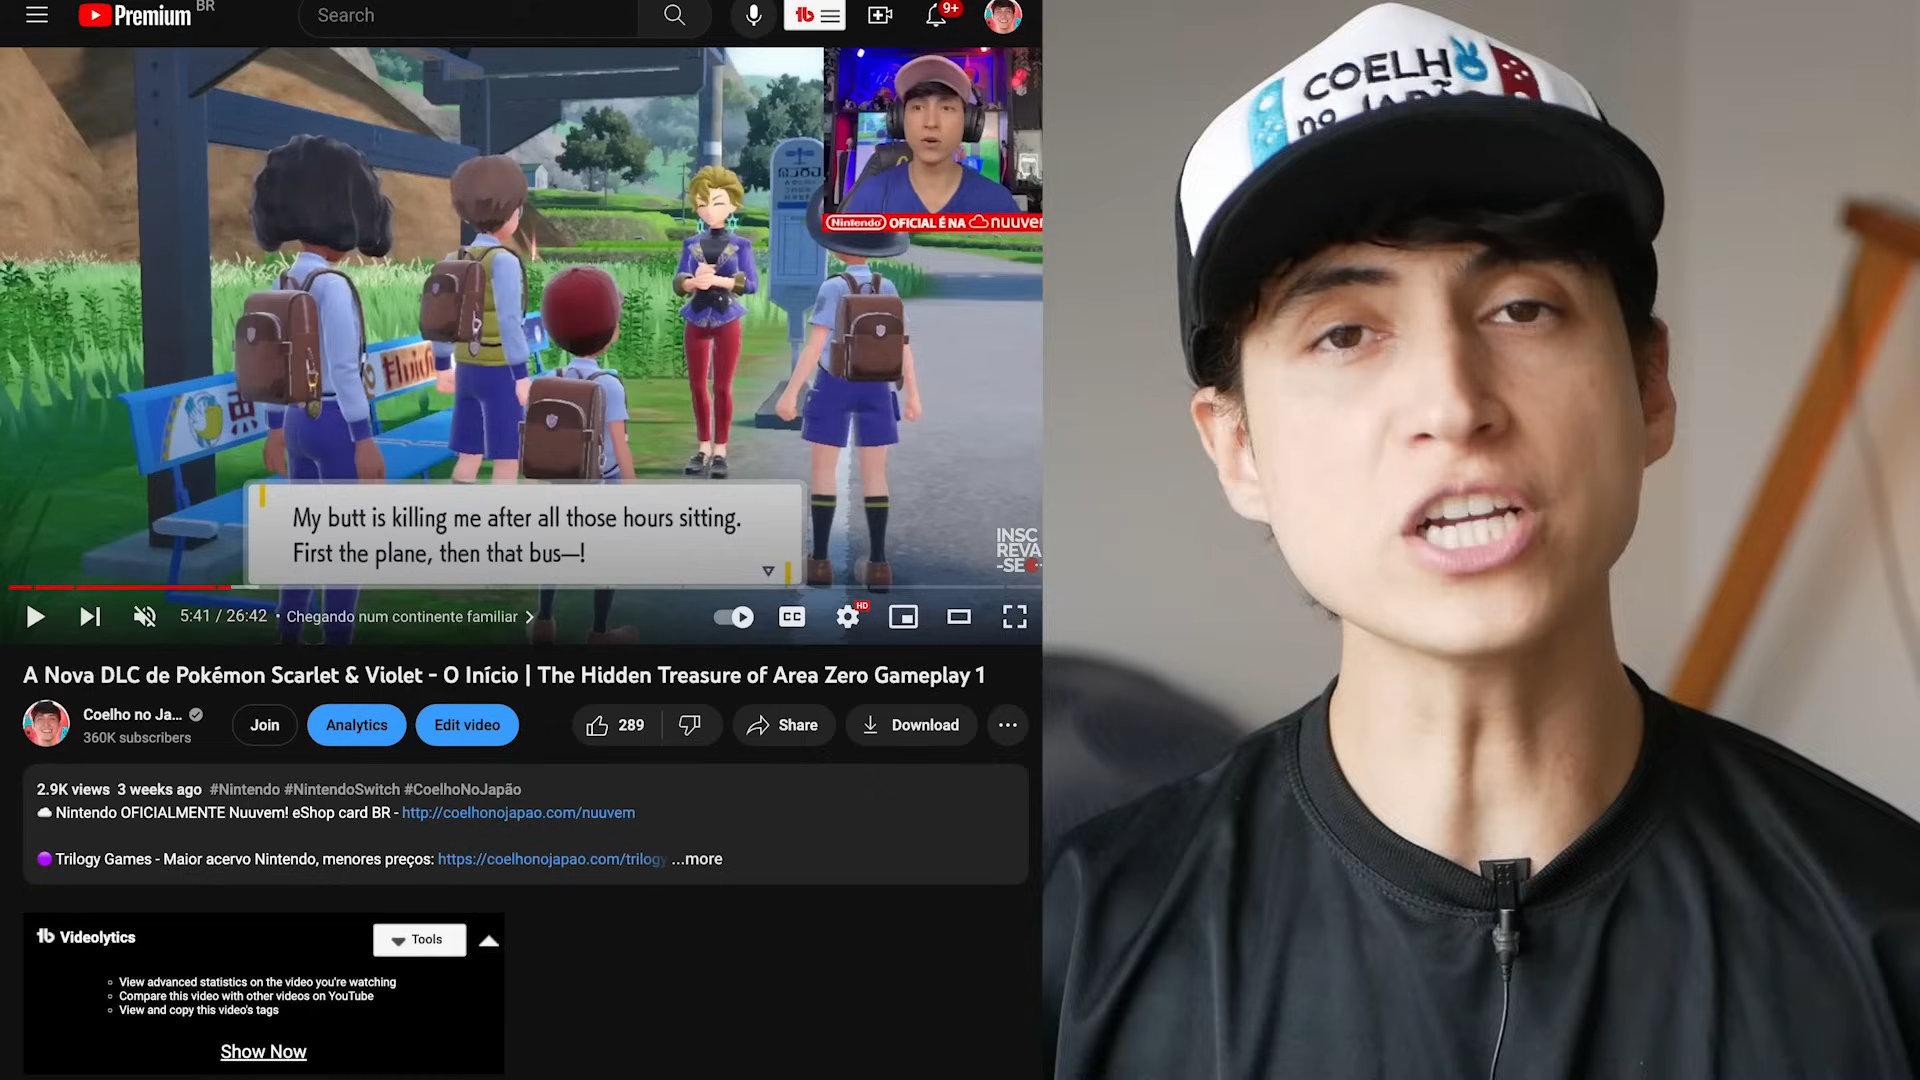 Premium BR
Search
9+
Nintendo OFICIAL É NA nuuvem
My butt is killing me after all those hours sitting.
First the plane, then that bus—!
INSC
REVA
-SE
5:41 / 26:42 • Chegando num continente familiar
CC
HD
A Nova DLC de Pokémon Scarlet & Violet - O Início | The Hidden Treasure of Area Zero Gameplay 1
Coelho no Ja...
360K subscribers
Join
Analytics
Edit video
289
Share
Download
2.9K views 3 weeks ago #Nintendo #NintendoSwitch #CoelhoNoJapão
Nintendo OFICIALMENTE Nuuvem! eShop card BR - http://coelhonojapao.com/nuuvem
Trilogy Games - Maior acervo Nintendo, menores preços: https://coelhonojapao.com/trilogy ...more
tb Videolytics
Tools
View advanced statistics on the video you're watching
Compare this video with other videos on YouTube
View and copy this video's tags
Show Now
COELHO
no JAPÃO